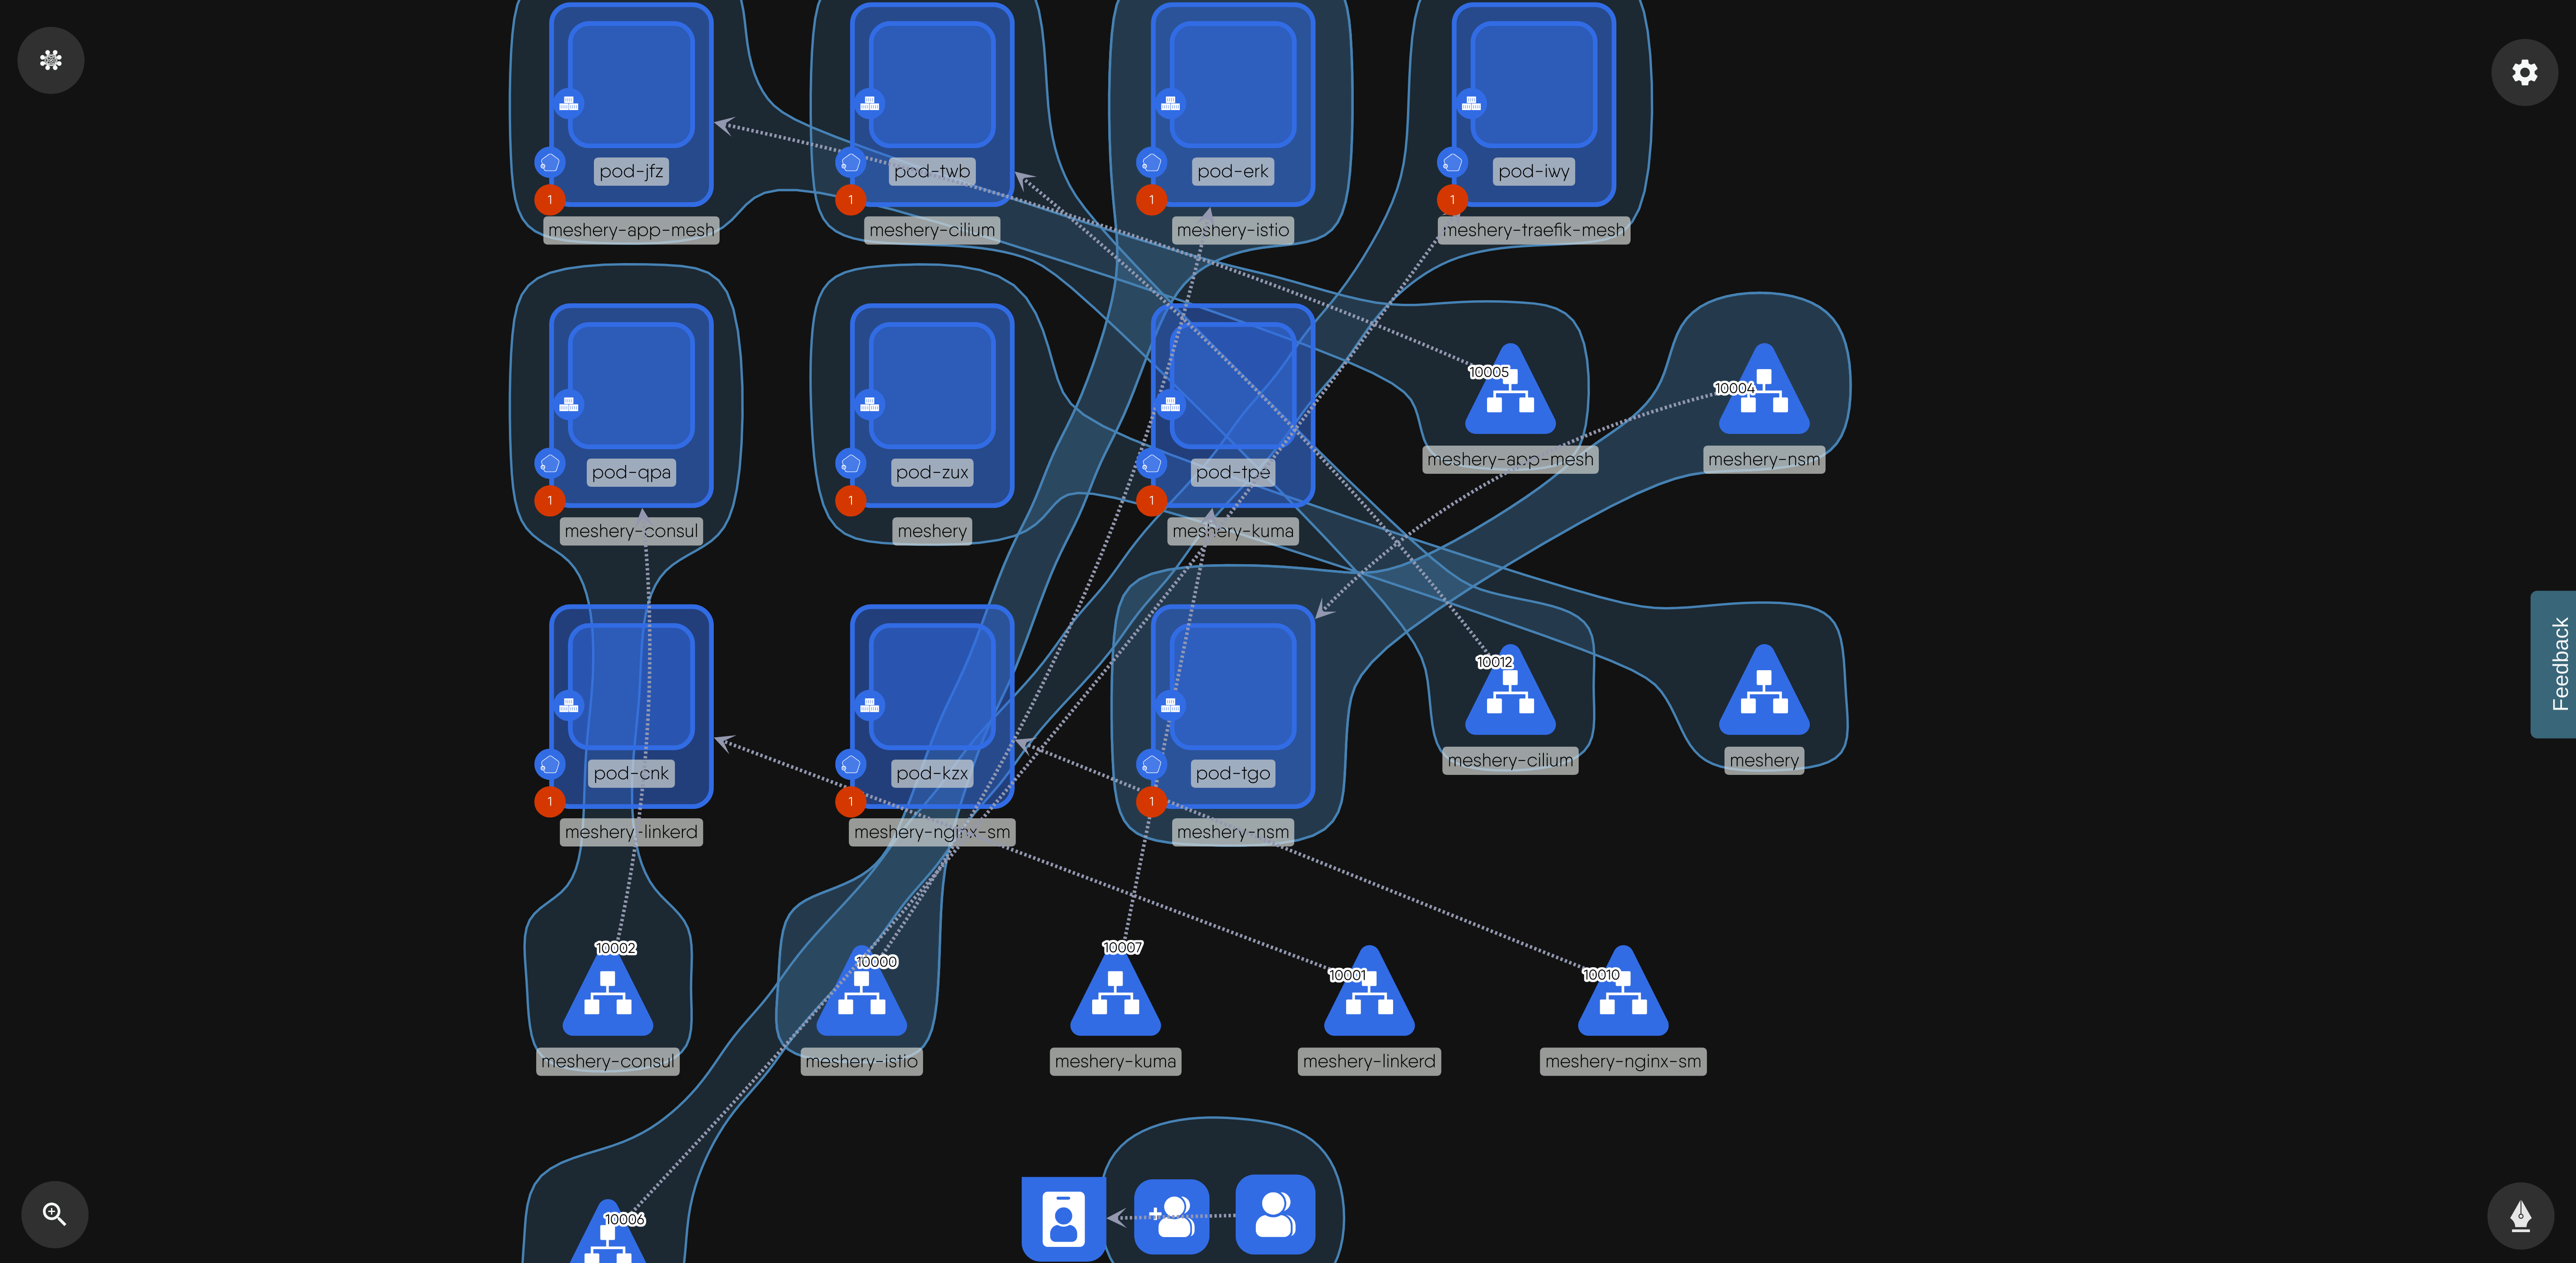 pod-jfz
pod-twb
pod-erk
pod-iwy
1
1
1
1
meshery-app-mesh
meshery-cilium
meshery-istio
meshery-traefik-mesh
10005
10004
pod-qpa
pod-zux
pod-tpe
meshery-app-mesh
meshery-nsm
1
1
1
meshery-consul
meshery
meshery-kuma
Feedback
10012
pod-cnk
pod-kzx
pod-tgo
meshery-cilium
meshery
1
1
1
meshery-linkerd
meshery-nginx-sm
meshery-nsm
10002
10000
10007
10001
10010
meshery-consul
meshery-istio
meshery-kuma
meshery-linkerd
meshery-nginx-sm
10006